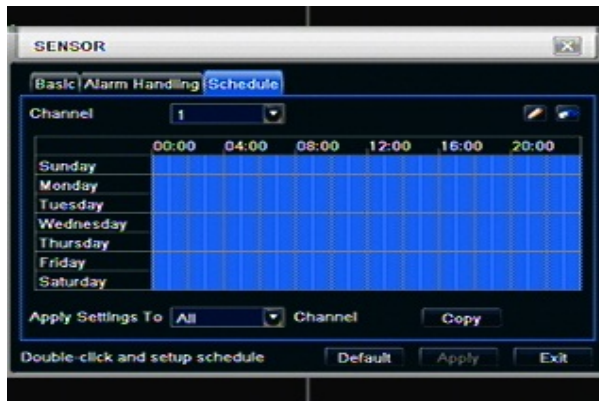 SENSOR
Basic Alarm Handling Schedule
Channel 1
00:00 04:00 08:00 12:00 16:00 20:00
Sunday
Monday
Tuesday
Wednesday
Thursday
Friday
Saturday
Apply Settings To All Channel Copy
Double-click and setup schedule Default Apply Exit